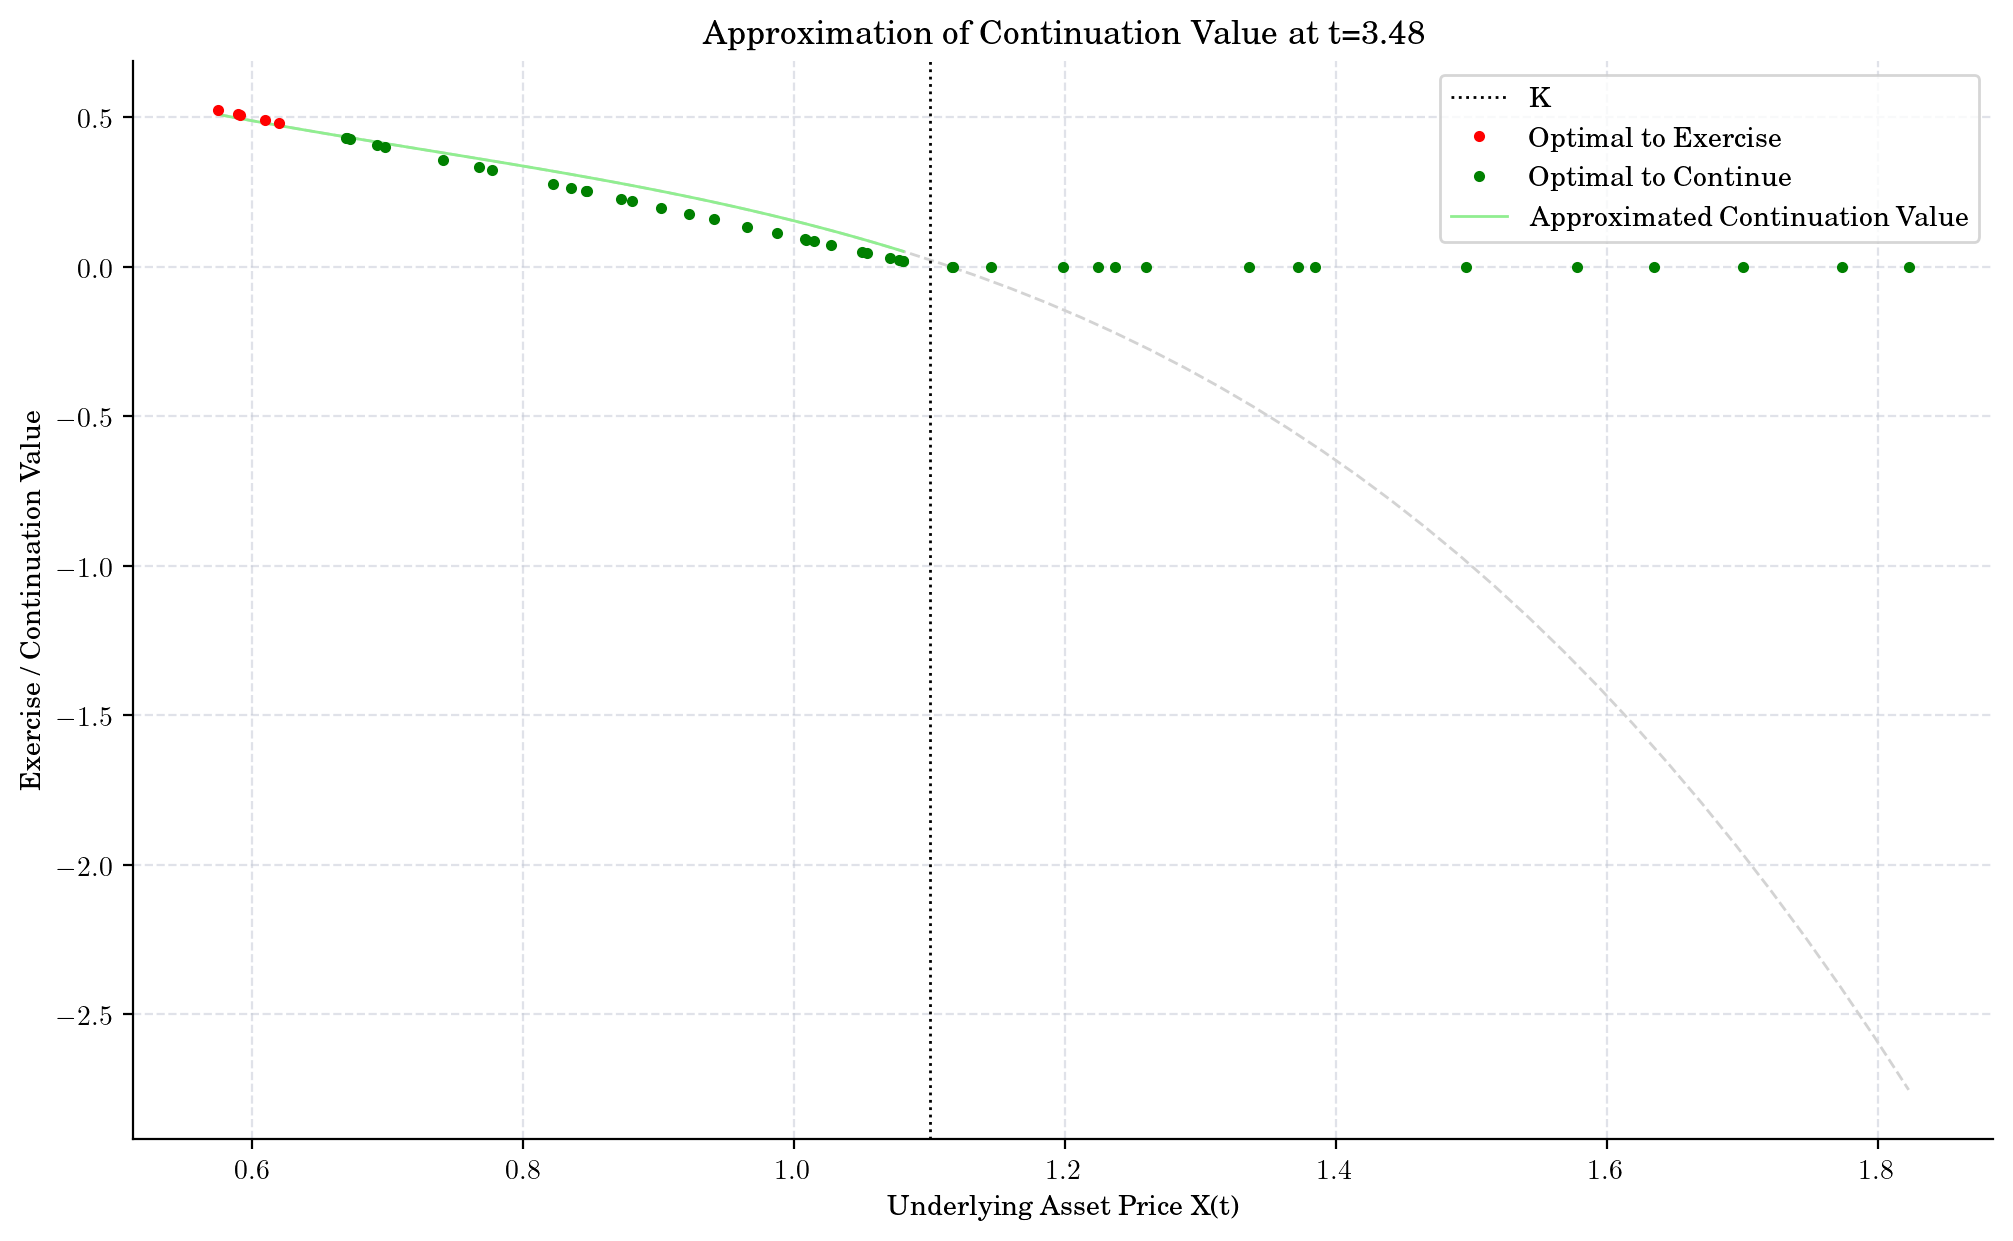 Approximation of Continuation Value at t=3.48
K
Optimal to Exercise
Optimal to Continue
Approximated Continuation Value
Exercise / Continuation Value
0.5
0.0
−0.5
−1.0
−1.5
−2.0
−2.5
0.6 0.8 1.0 1.2 1.4 1.6 1.8
Underlying Asset Price X(t)